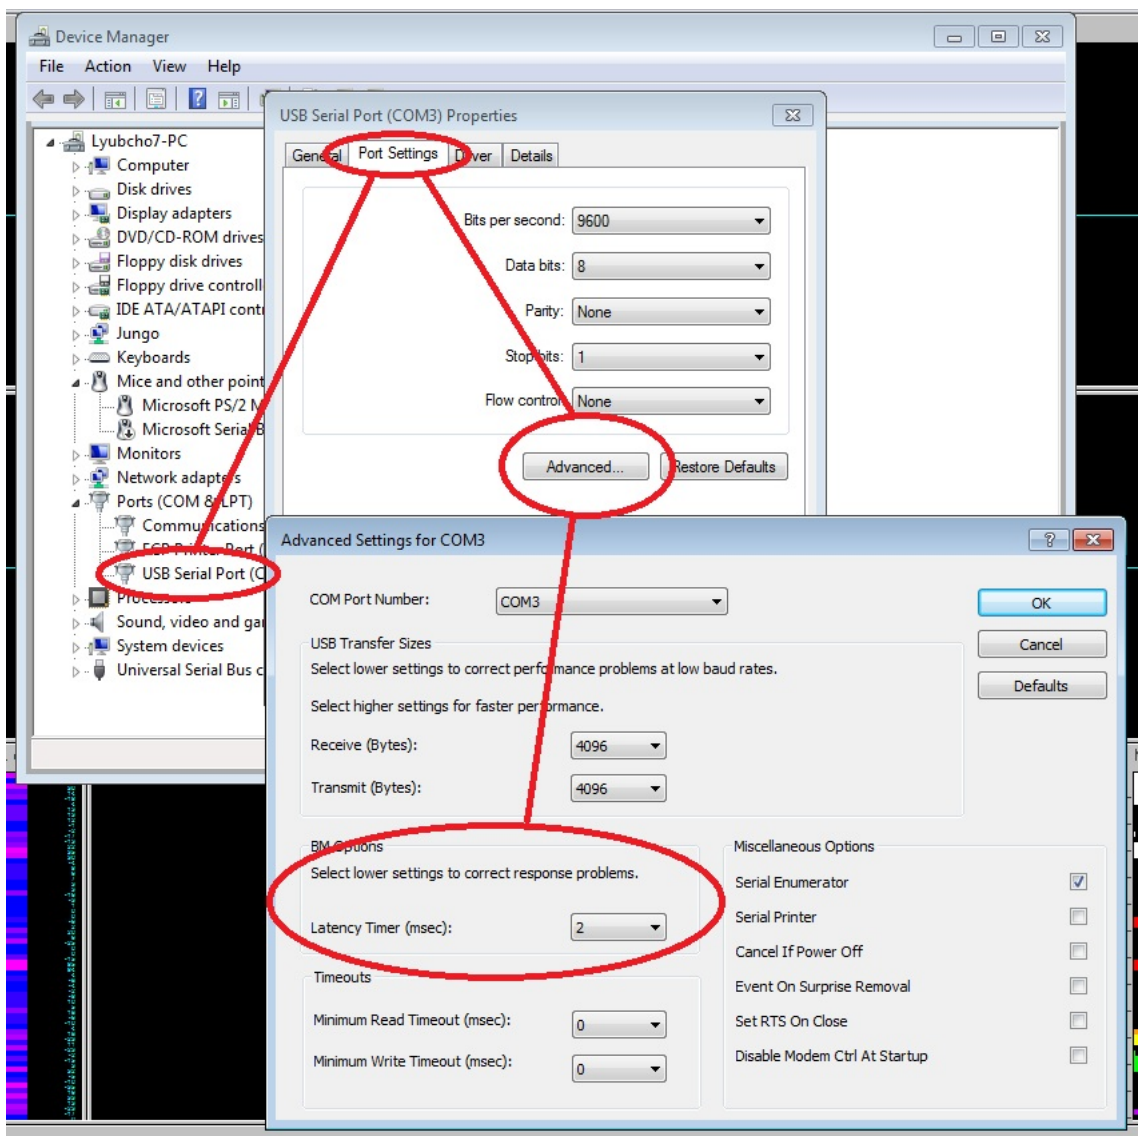 Device Manager
File Action View Help
Lyubcho7-PC
Computer
Disk drives
Display adapters
DVD/CD-ROM drives
Floppy disk drives
Floppy drive controll
IDE ATA/ATAPI cont
Jungo
Keyboards
Mice and other point
Microsoft PS/2 M
Microsoft Serial B
Monitors
Network adapters
Ports (COM & LPT)
Communications
ECP Printer Port (
USB Serial Port (C
Processors
Sound, video and ga
System devices
Universal Serial Bus c
USB Serial Port (COM3) Properties
General Port Settings Driver Details
Bits per second: 9600
Data bits: 8
Parity: None
Stop bits: 1
Flow control: None
Advanced... Restore Defaults
Advanced Settings for COM3
COM Port Number: COM3
OK
USB Transfer Sizes
Cancel
Select lower settings to correct performance problems at low baud rates.
Defaults
Select higher settings for faster performance.
Receive (Bytes): 4096
Transmit (Bytes): 4096
BM Options
Select lower settings to correct response problems.
Latency Timer (msec): 2
Timeouts
Minimum Read Timeout (msec): 0
Minimum Write Timeout (msec): 0
Miscellaneous Options
Serial Enumerator
Serial Printer
Cancel If Power Off
Event On Surprise Removal
Set RTS On Close
Disable Modem Ctrl At Startup